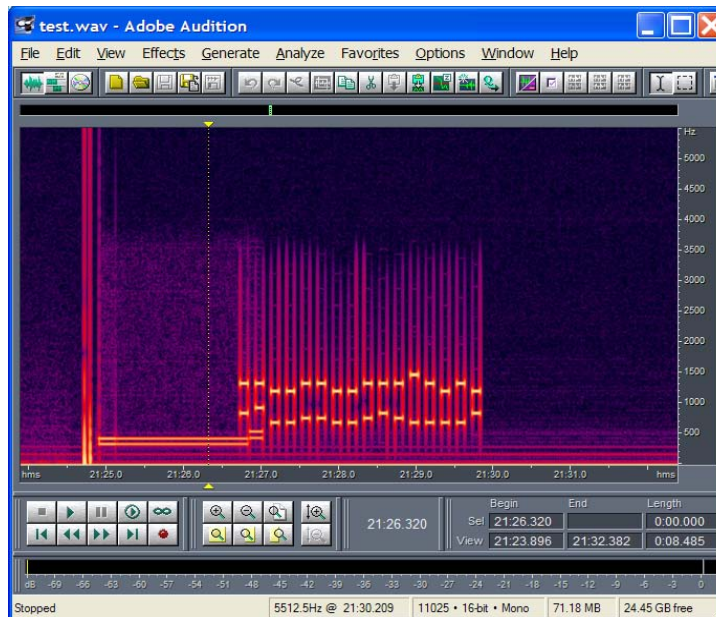 test.wav - Adobe Audition
File Edit View Effects Generate Analyze Favorites Options Window Help
Hz
5000
4500
4000
3500
3000
2500
2000
1500
1000
500
hms 21:25.0 21:26.0 21:27.0 21:28.0 21:29.0 21:30.0 21:31.0 hms
Begin End Length
21:26.320 Sel 21:26.320 0:00.000
View 21:23.896 21:32.382 0:08.485
dB -69 -66 -63 -60 -57 -54 -51 -48 -45 -42 -39 -36 -33 -30 -27 -24 -21 -18 -15 -12 -9 -6 -3 0
Stopped 5512.5Hz @ 21:30.209 11025 • 16-bit • Mono 71.18 MB 24.45 GB free